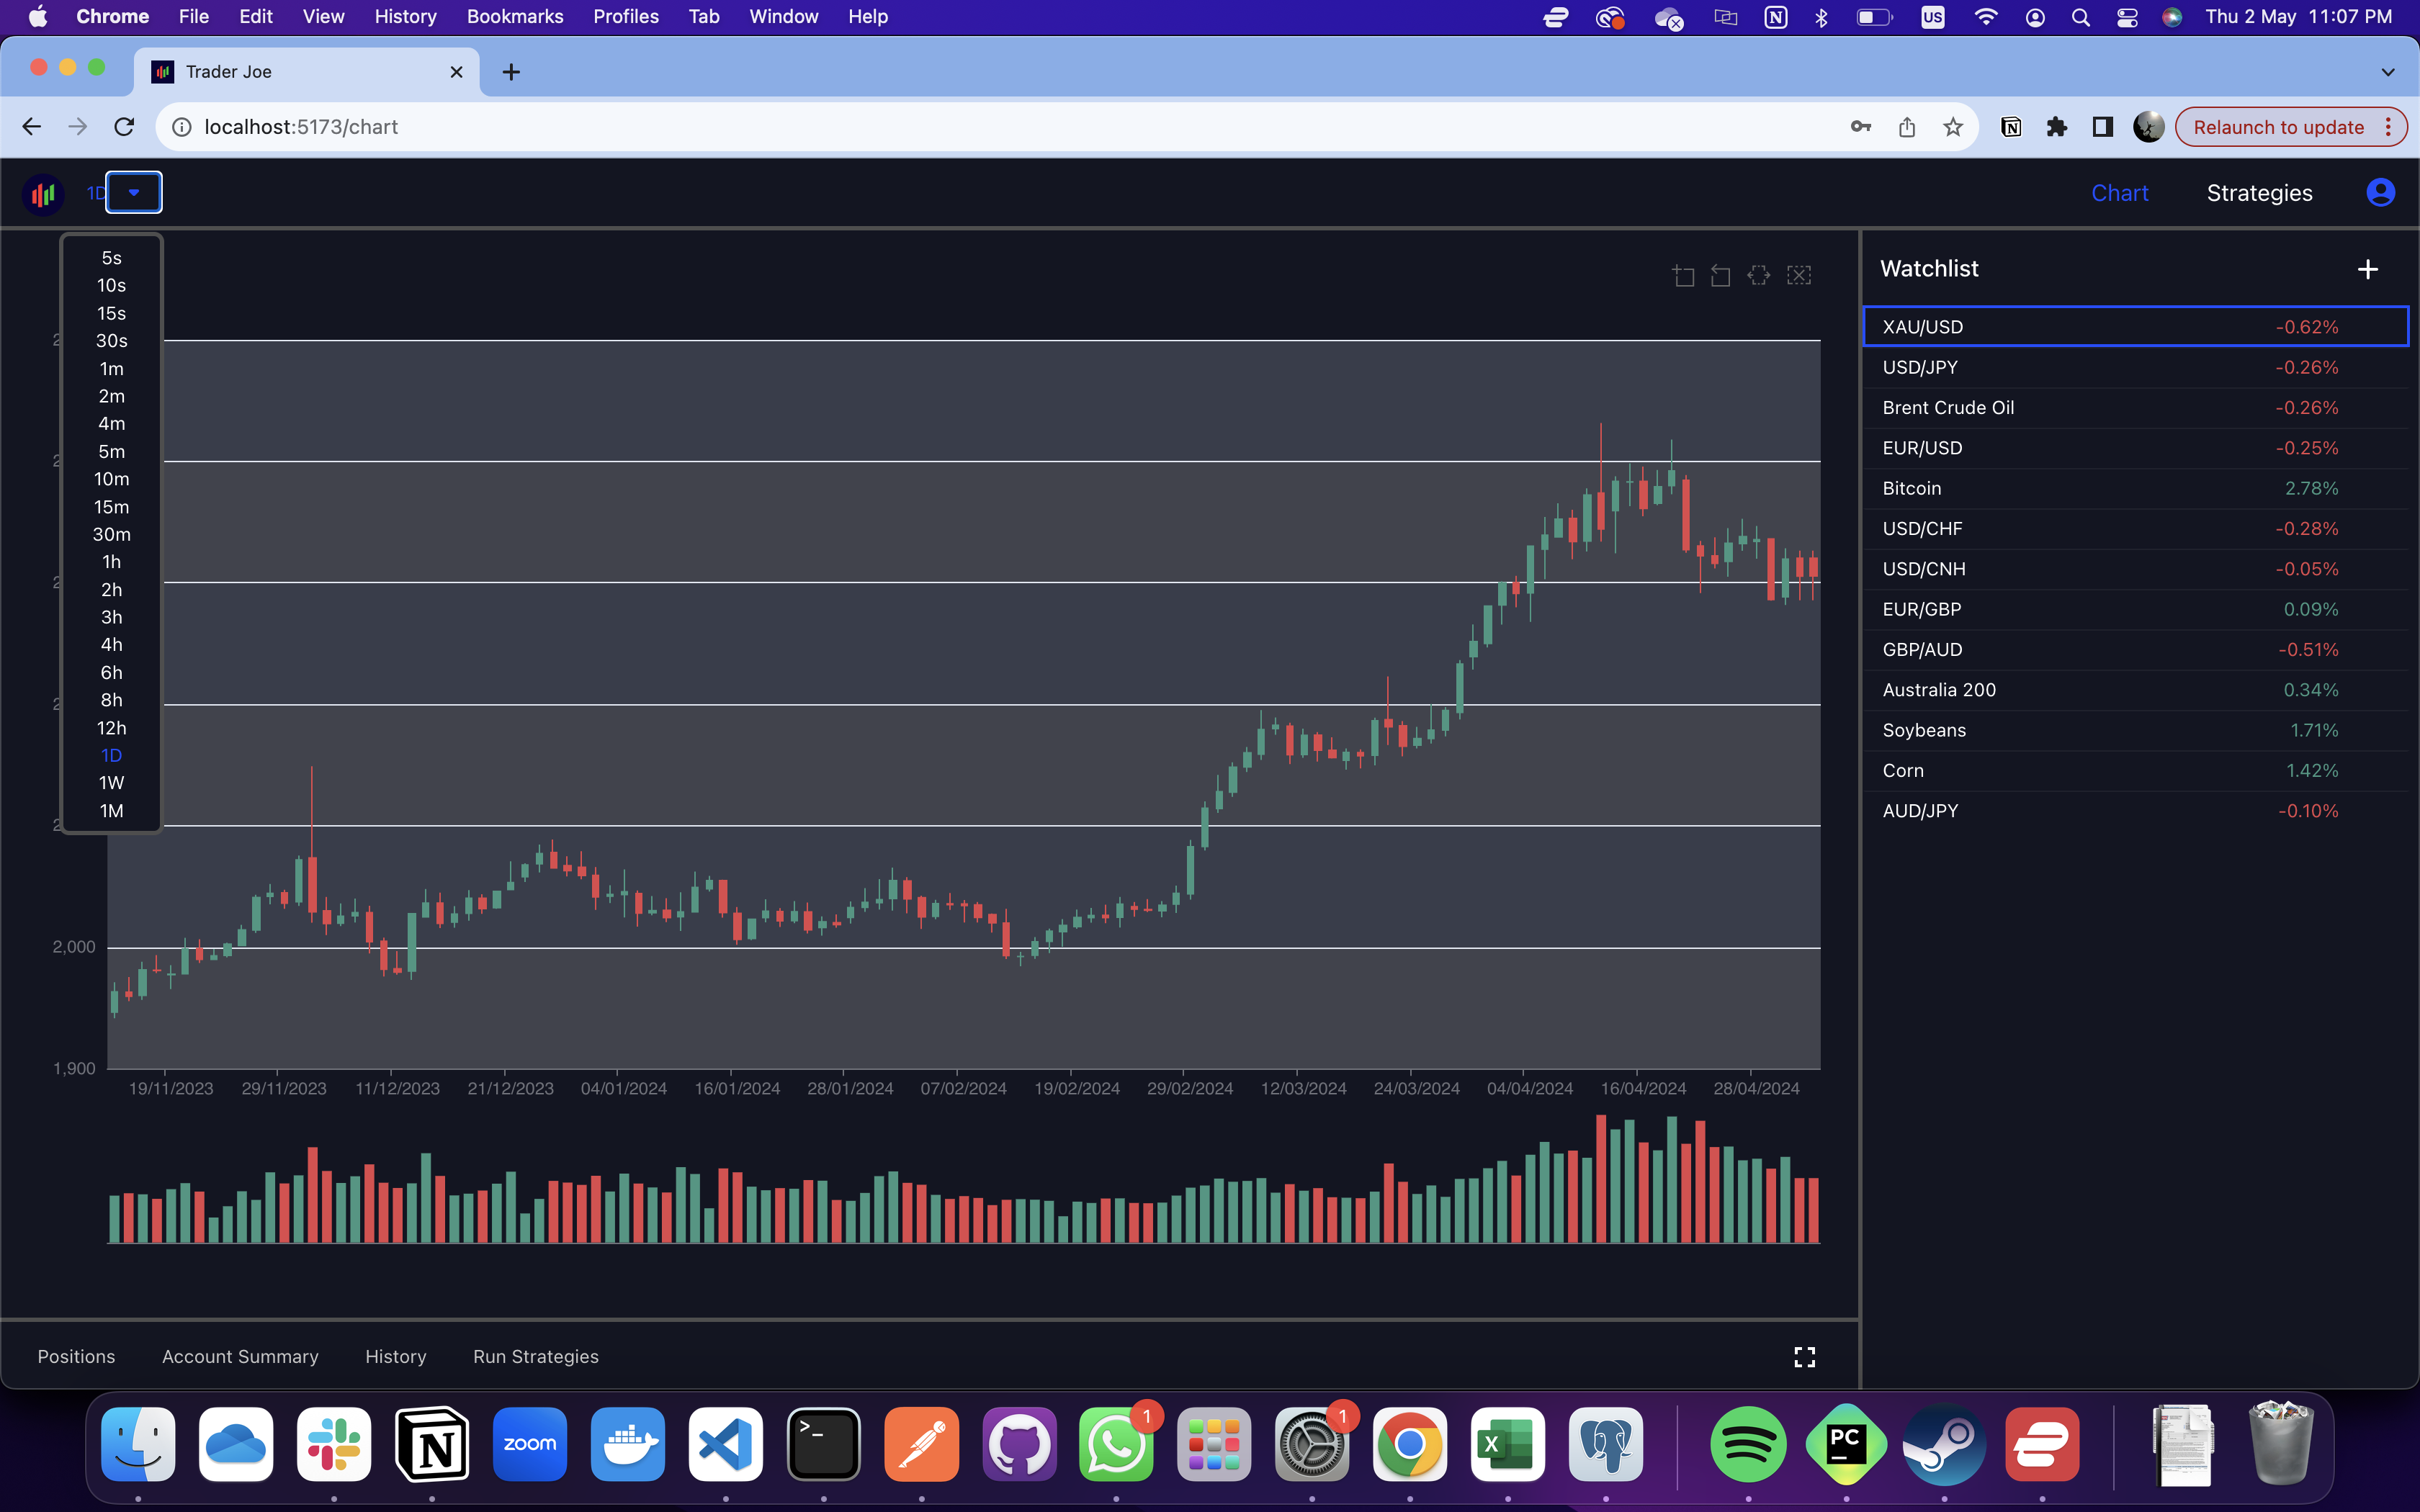 Chrome File Edit View History Bookmarks Profiles Tab Window Help N US Thu 2 May 11:07 PM
Trader Joe
localhost:5173/chart N Relaunch to update
1D Chart Strategies
5s
10s
15s
30s
1m
2m
4m
5m
10m
15m
30m
1h
2h
3h
4h
6h
8h
12h
1D
1W
1M
2,000
1,900
19/11/2023 29/11/2023 11/12/2023 21/12/2023 04/01/2024 16/01/2024 28/01/2024 07/02/2024 19/02/2024 29/02/2024 12/03/2024 24/03/2024 04/04/2024 16/04/2024 28/04/2024
Watchlist
XAU/USD -0.62%
USD/JPY -0.26%
Brent Crude Oil -0.26%
EUR/USD -0.25%
Bitcoin 2.78%
USD/CHF -0.28%
USD/CNH -0.05%
EUR/GBP 0.09%
GBP/AUD -0.51%
Australia 200 0.34%
Soybeans 1.71%
Corn 1.42%
AUD/JPY -0.10%
Positions Account Summary History Run Strategies
N zoom >_ 1 1 X PC